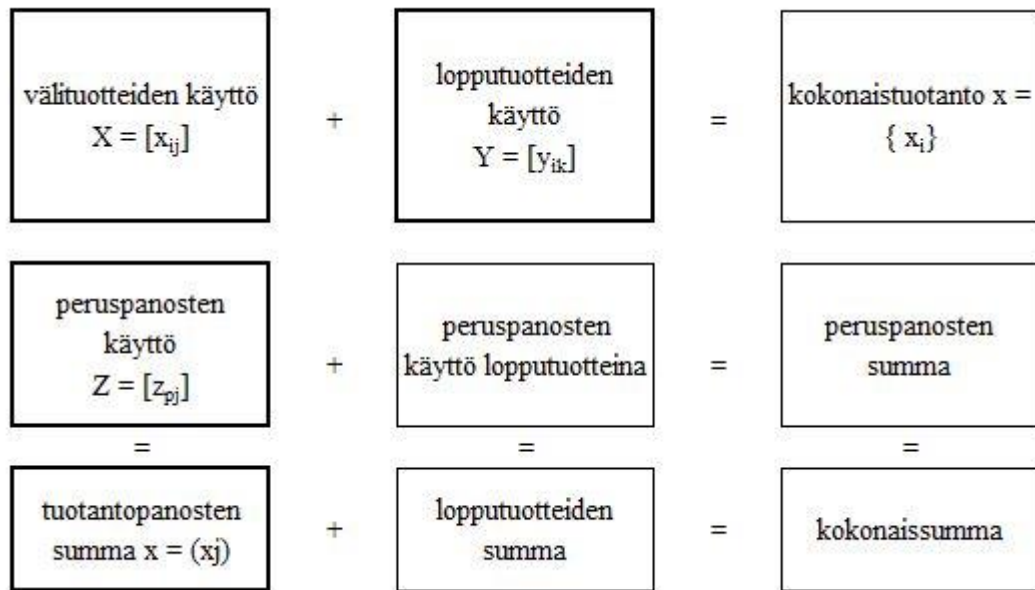 välituotteiden käyttö
X = [xij]
+
lopputuotteiden
käyttö
Y = [yik]
=
kokonaistuotanto x =
{ xi}
peruspanosten
käyttö
Z = [zpj]
+
peruspanosten
käyttö lopputuotteina
=
peruspanosten
summa
=
=
=
tuotantopanosten
summa x = (xj)
+
lopputuotteiden
summa
=
kokonaissumma